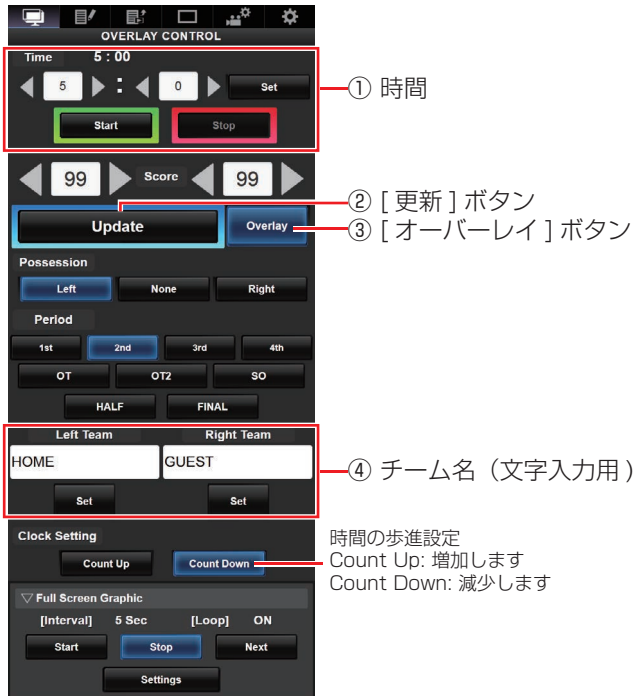 OVERLAY CONTROL
Time 5 : 00
5 : 0 Set
Start Stop
① 時間
99 Score 99
② [ 更新 ] ボタン
Update Overlay
③ [ オーバーレイ ] ボタン
Possession
Left None Right
Period
1st 2nd 3rd 4th
OT OT2 SO
HALF FINAL
Left Team Right Team
HOME GUEST
④ チーム名（文字入力用 )
Set Set
Clock Setting
Count Up Count Down
時間の歩進設定
Count Up: 増加します
Count Down: 減少します
▽ Full Screen Graphic
[Interval] 5 Sec [Loop] ON
Start Stop Next
Settings